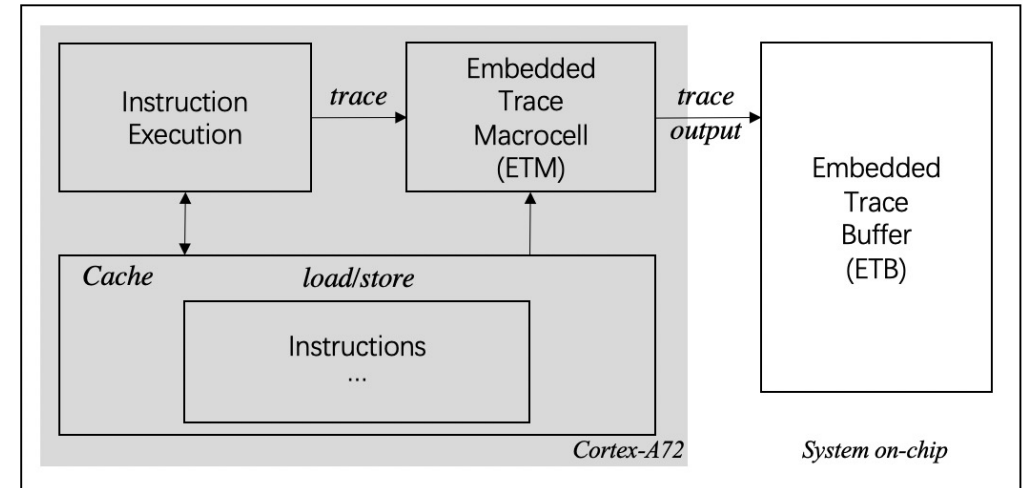 Instruction
Execution
trace
Embedded
Trace
Macrocell
(ETM)
trace
output
Embedded
Trace
Buffer
(ETB)
Cache
load/store
Instructions
...
Cortex-A72
System on-chip